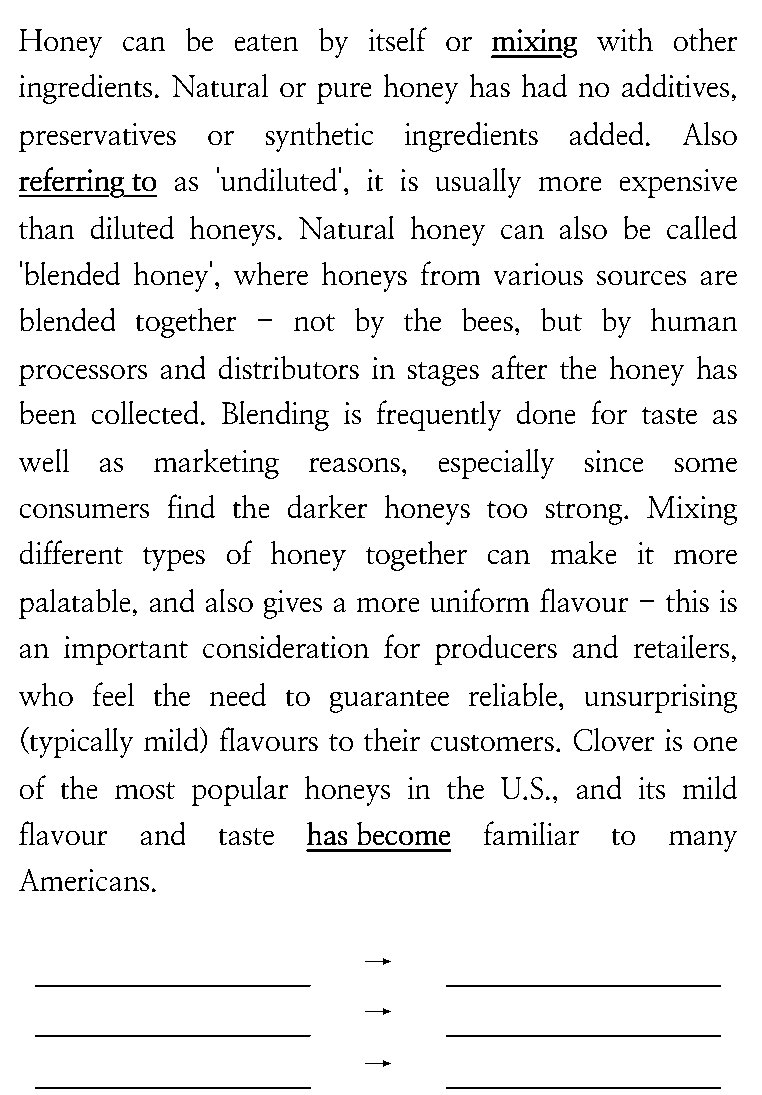 Honey can be eaten by itself or mixing with other
ingredients. Natural or pure honey has had no additives,
preservatives or synthetic ingredients added. Also
referring to as 'undiluted', it is usually more expensive
than diluted honeys. Natural honey can also be called
'blended honey', where honeys from various sources are
blended together – not by the bees, but by human
processors and distributors in stages after the honey has
been collected. Blending is frequently done for taste as
well as marketing reasons, especially since some
consumers find the darker honeys too strong. Mixing
different types of honey together can make it more
palatable, and also gives a more uniform flavour – this is
an important consideration for producers and retailers,
who feel the need to guarantee reliable, unsurprising
(typically mild) flavours to their customers. Clover is one
of the most popular honeys in the U.S., and its mild
flavour and taste has become familiar to many
Americans.
→
→
→